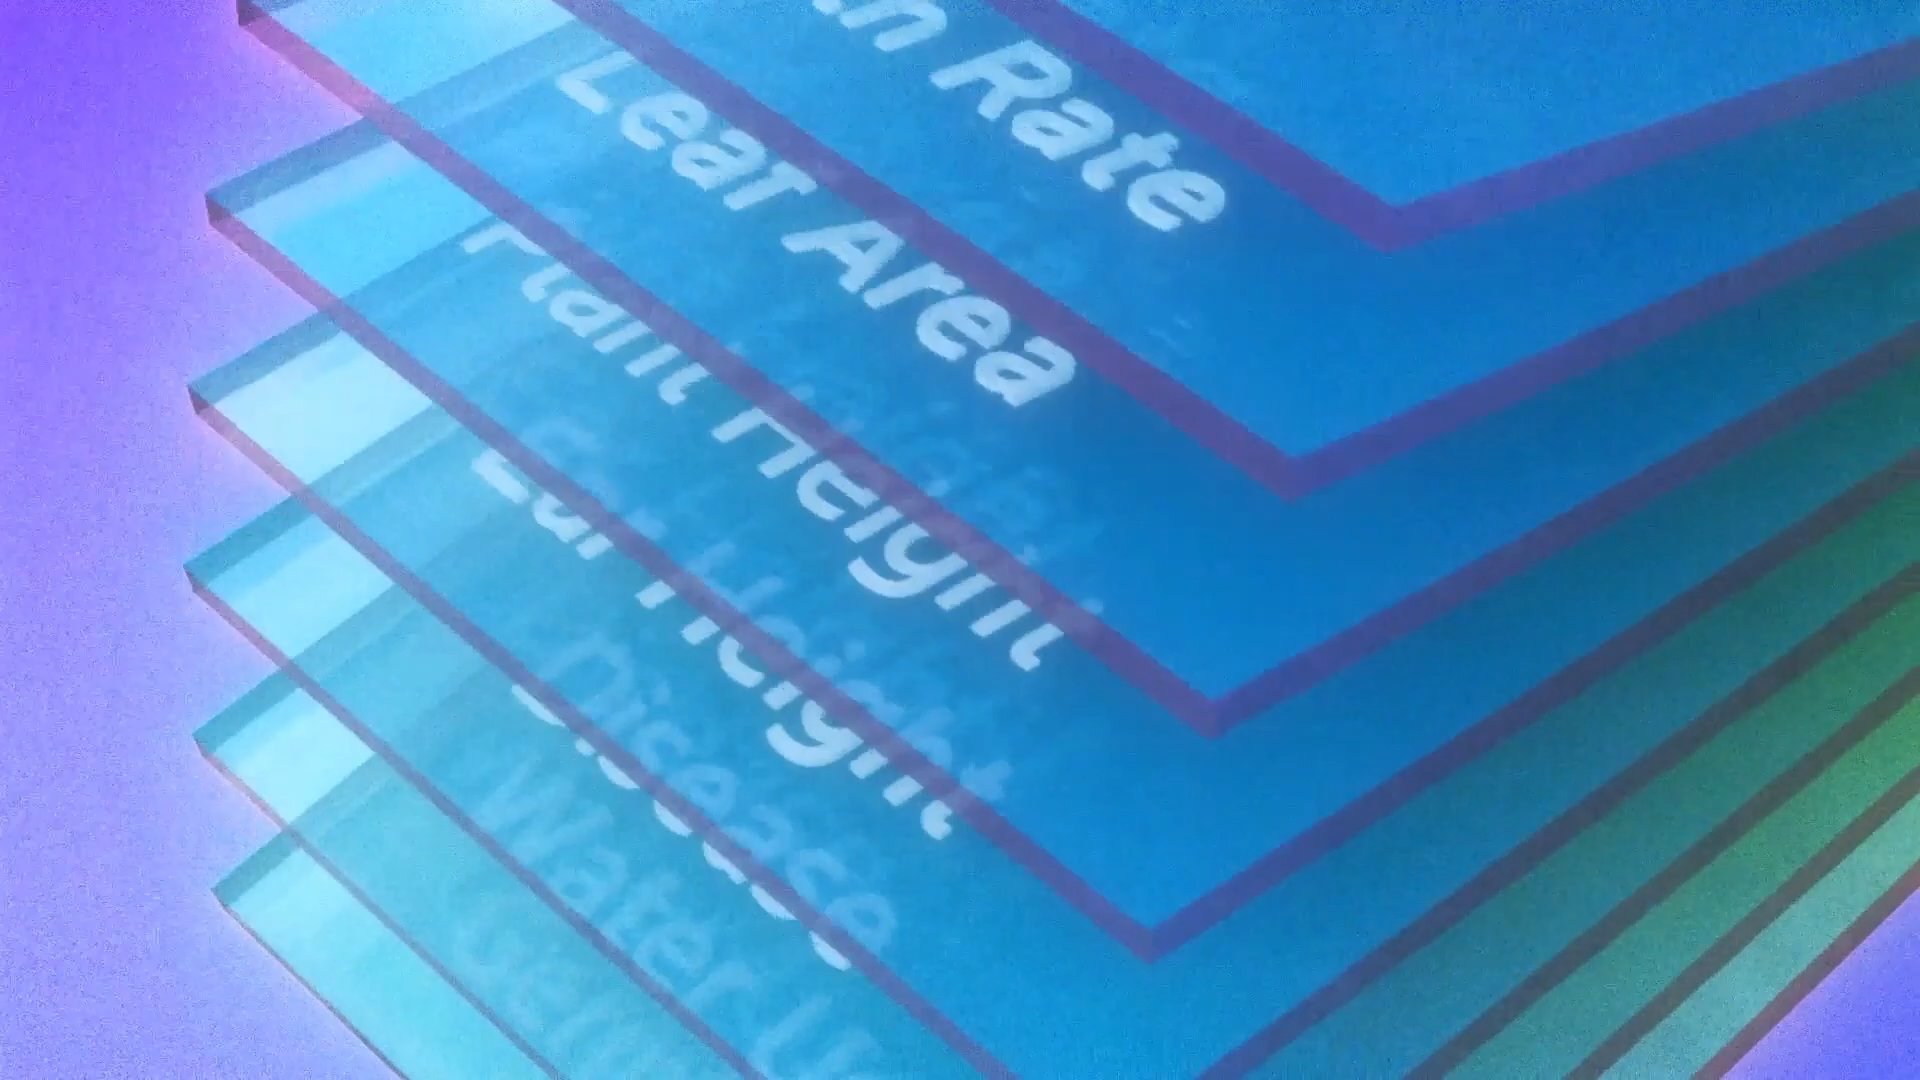 Rate
Leaf Area
Plant Height
Ear Height
Disease
Water